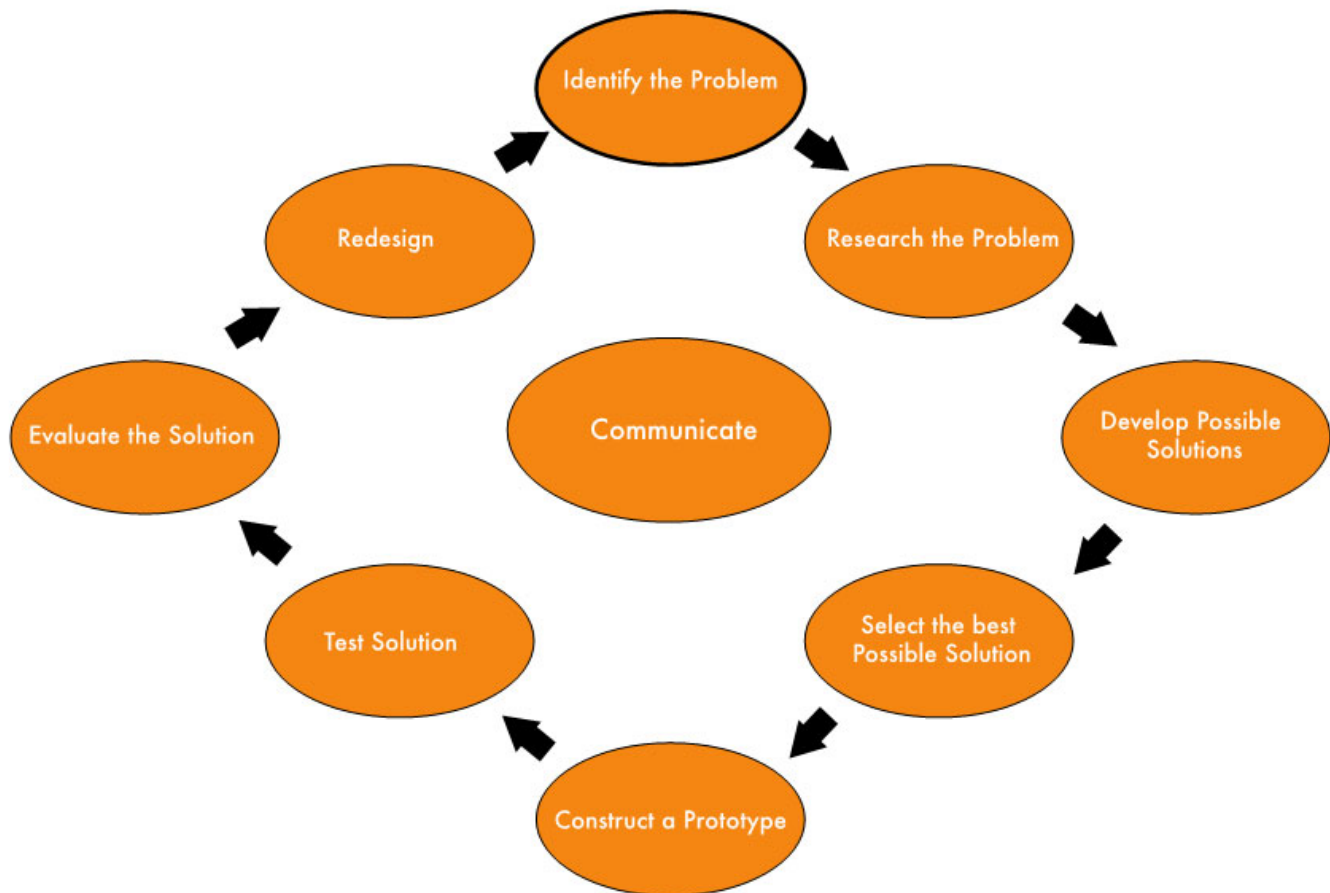 Identify the Problem
Research the Problem
Develop Possible
Solutions
Select the best
Possible Solution
Construct a Prototype
Test Solution
Evaluate the Solution
Redesign
Communicate